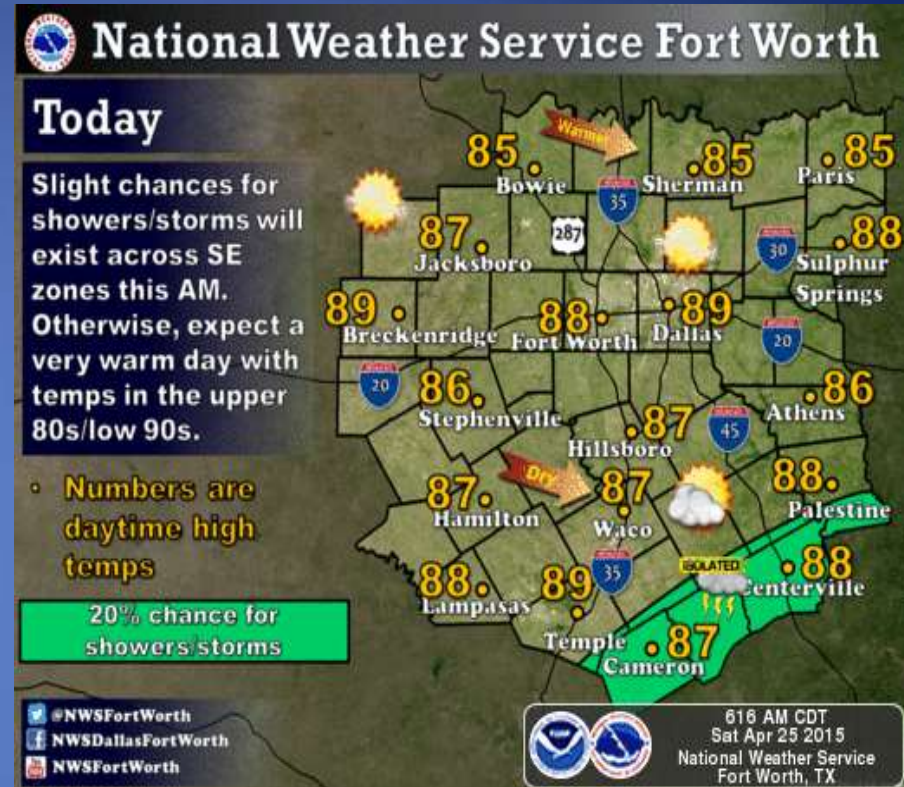 National Weather Service Fort Worth
Today
Slight chances for
showers/storms will
exist across SE
zones this AM.
Otherwise, expect a
very warm day with
temps in the upper
80s/low 90s.
• Numbers are
daytime high
temps
20% chance for
showers/storms
@NWSFortWorth
NWSDallasFortWorth
NWSFortWorth
Warmer
85
Bowie
85
Sherman
85
Paris
35
287
30
87
Jacksboro
88
Sulphur
Springs
89
Breckenridge
88
Fort Worth
89
Dallas
20
20
86
Stephenville
86
Athens
87
Hillsboro
45
Dry
87
Hamilton
87
Waco
88
Palestine
88
Lampasas
89
Temple
35
ISOLATED
88
Centerville
87
Cameron
616 AM CDT
Sat Apr 25 2015
National Weather Service
Fort Worth, TX